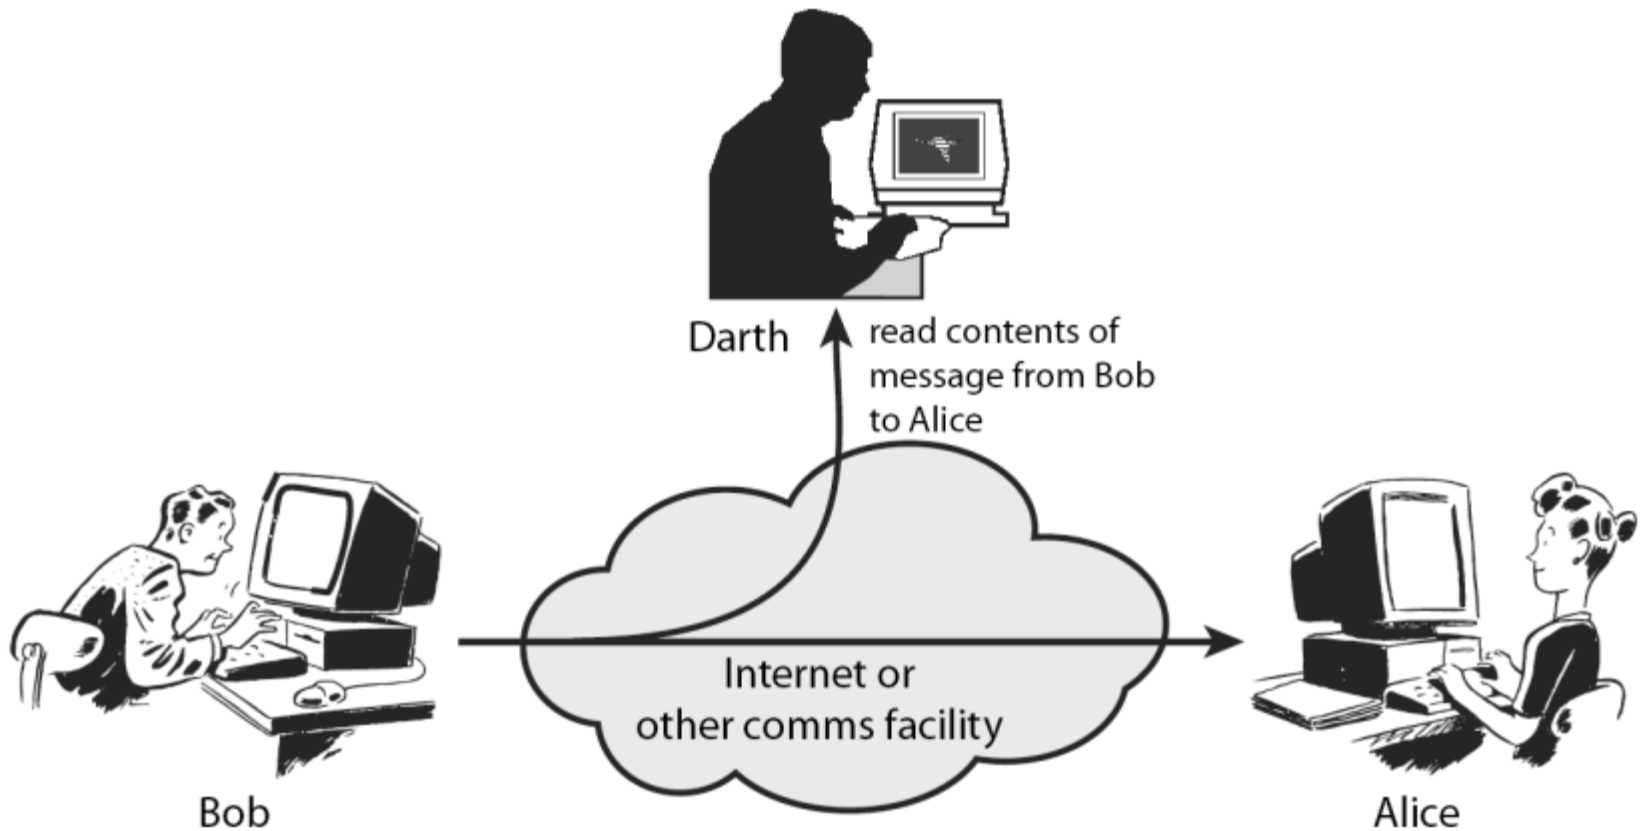 Darth
read contents of
message from Bob
to Alice
Internet or
other comms facility
Bob
Alice